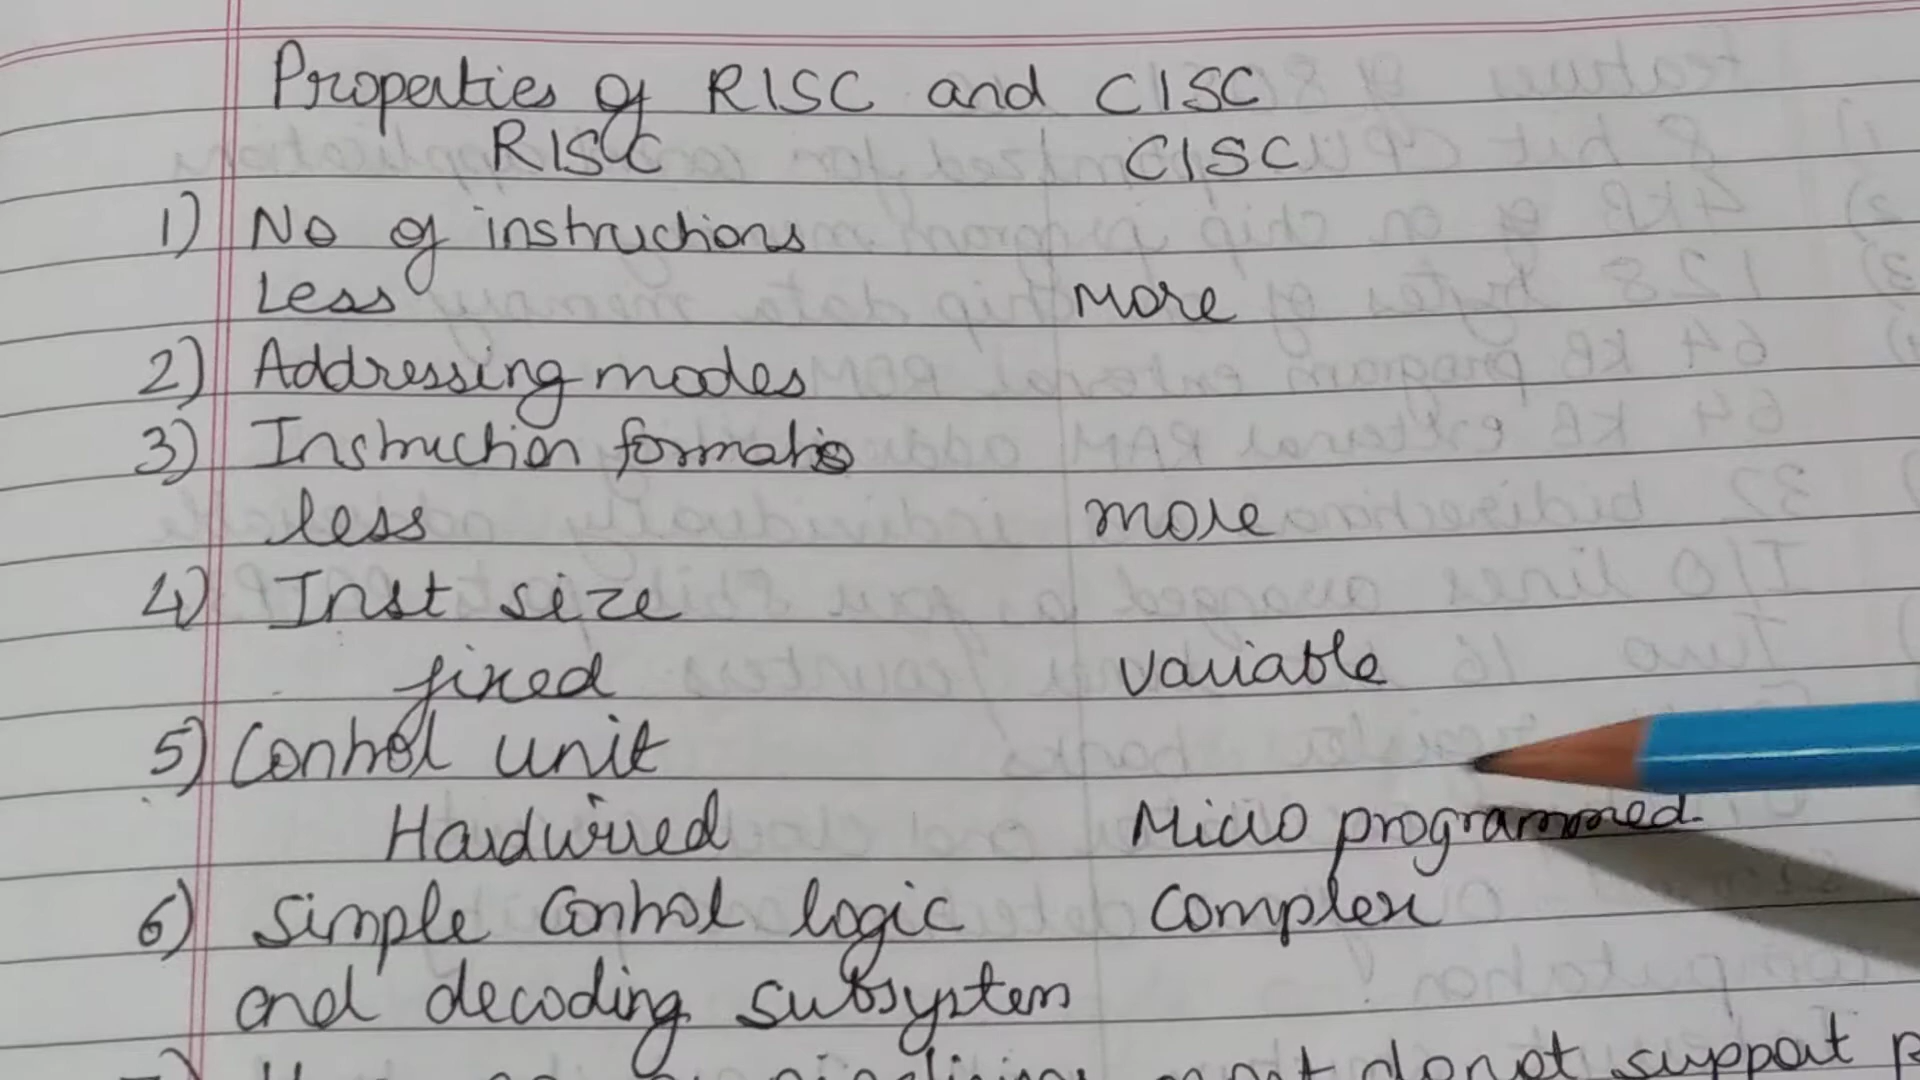 Properties of RISC and CISC
RISC CISC
1) No of instructions
Less More
2) Addressing modes
3) Instruction formats
less more
4) Inst size
fixed variable
5) Control unit
Hardwired Micro programmed.
6) Simple control logic Complex
and decoding subsystem
do not support